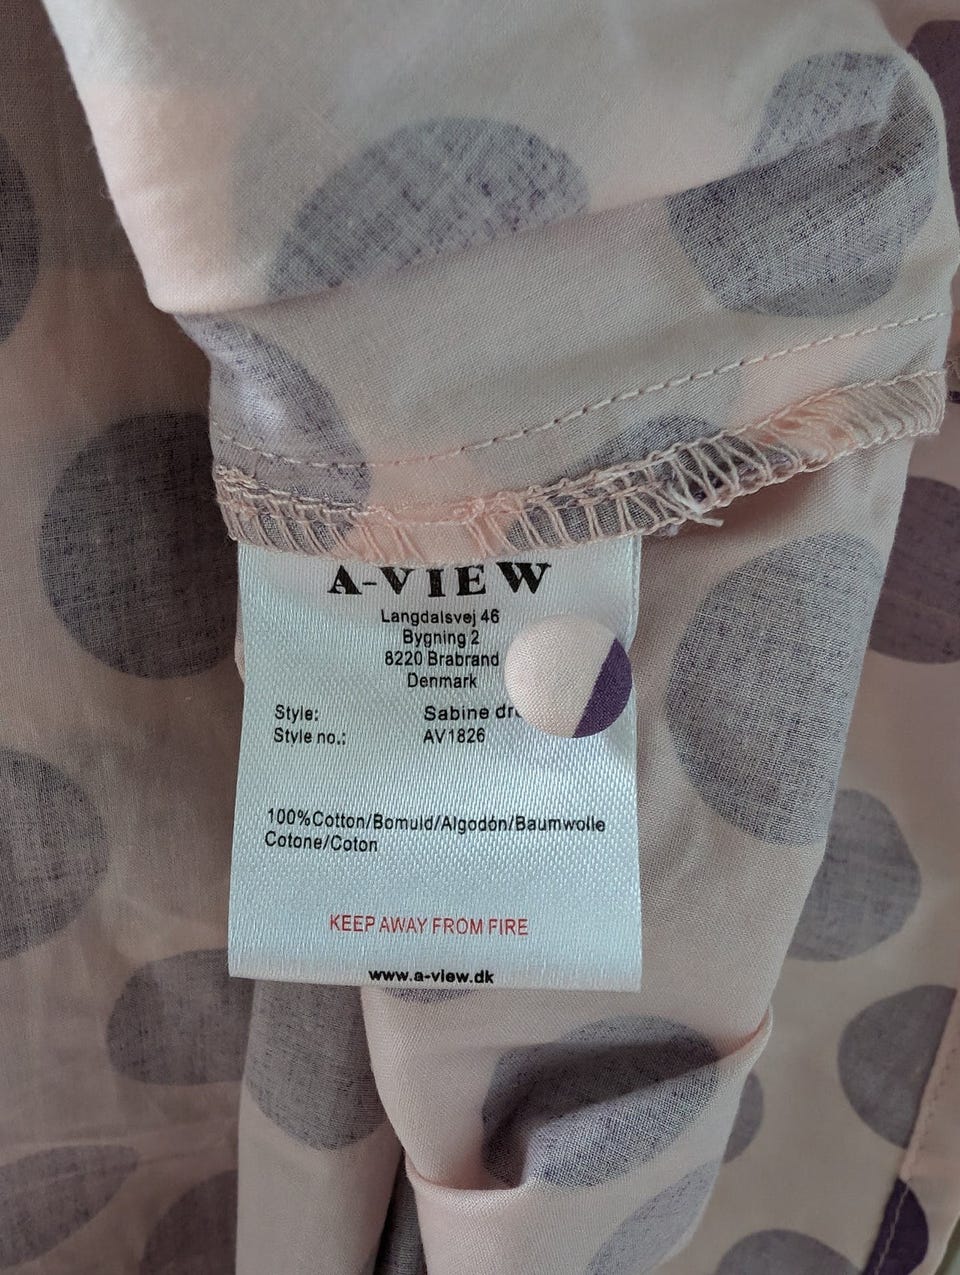 A-VIEW
Langdalsvej 46
Bygning 2
8220 Brabrand
Denmark
Style: Sabine
Style no.: AV1826
100%Cotton/Bomuld/Algodón/Baumwolle
Cotone/Coton
KEEP AWAY FROM FIRE
www.a-view.dk